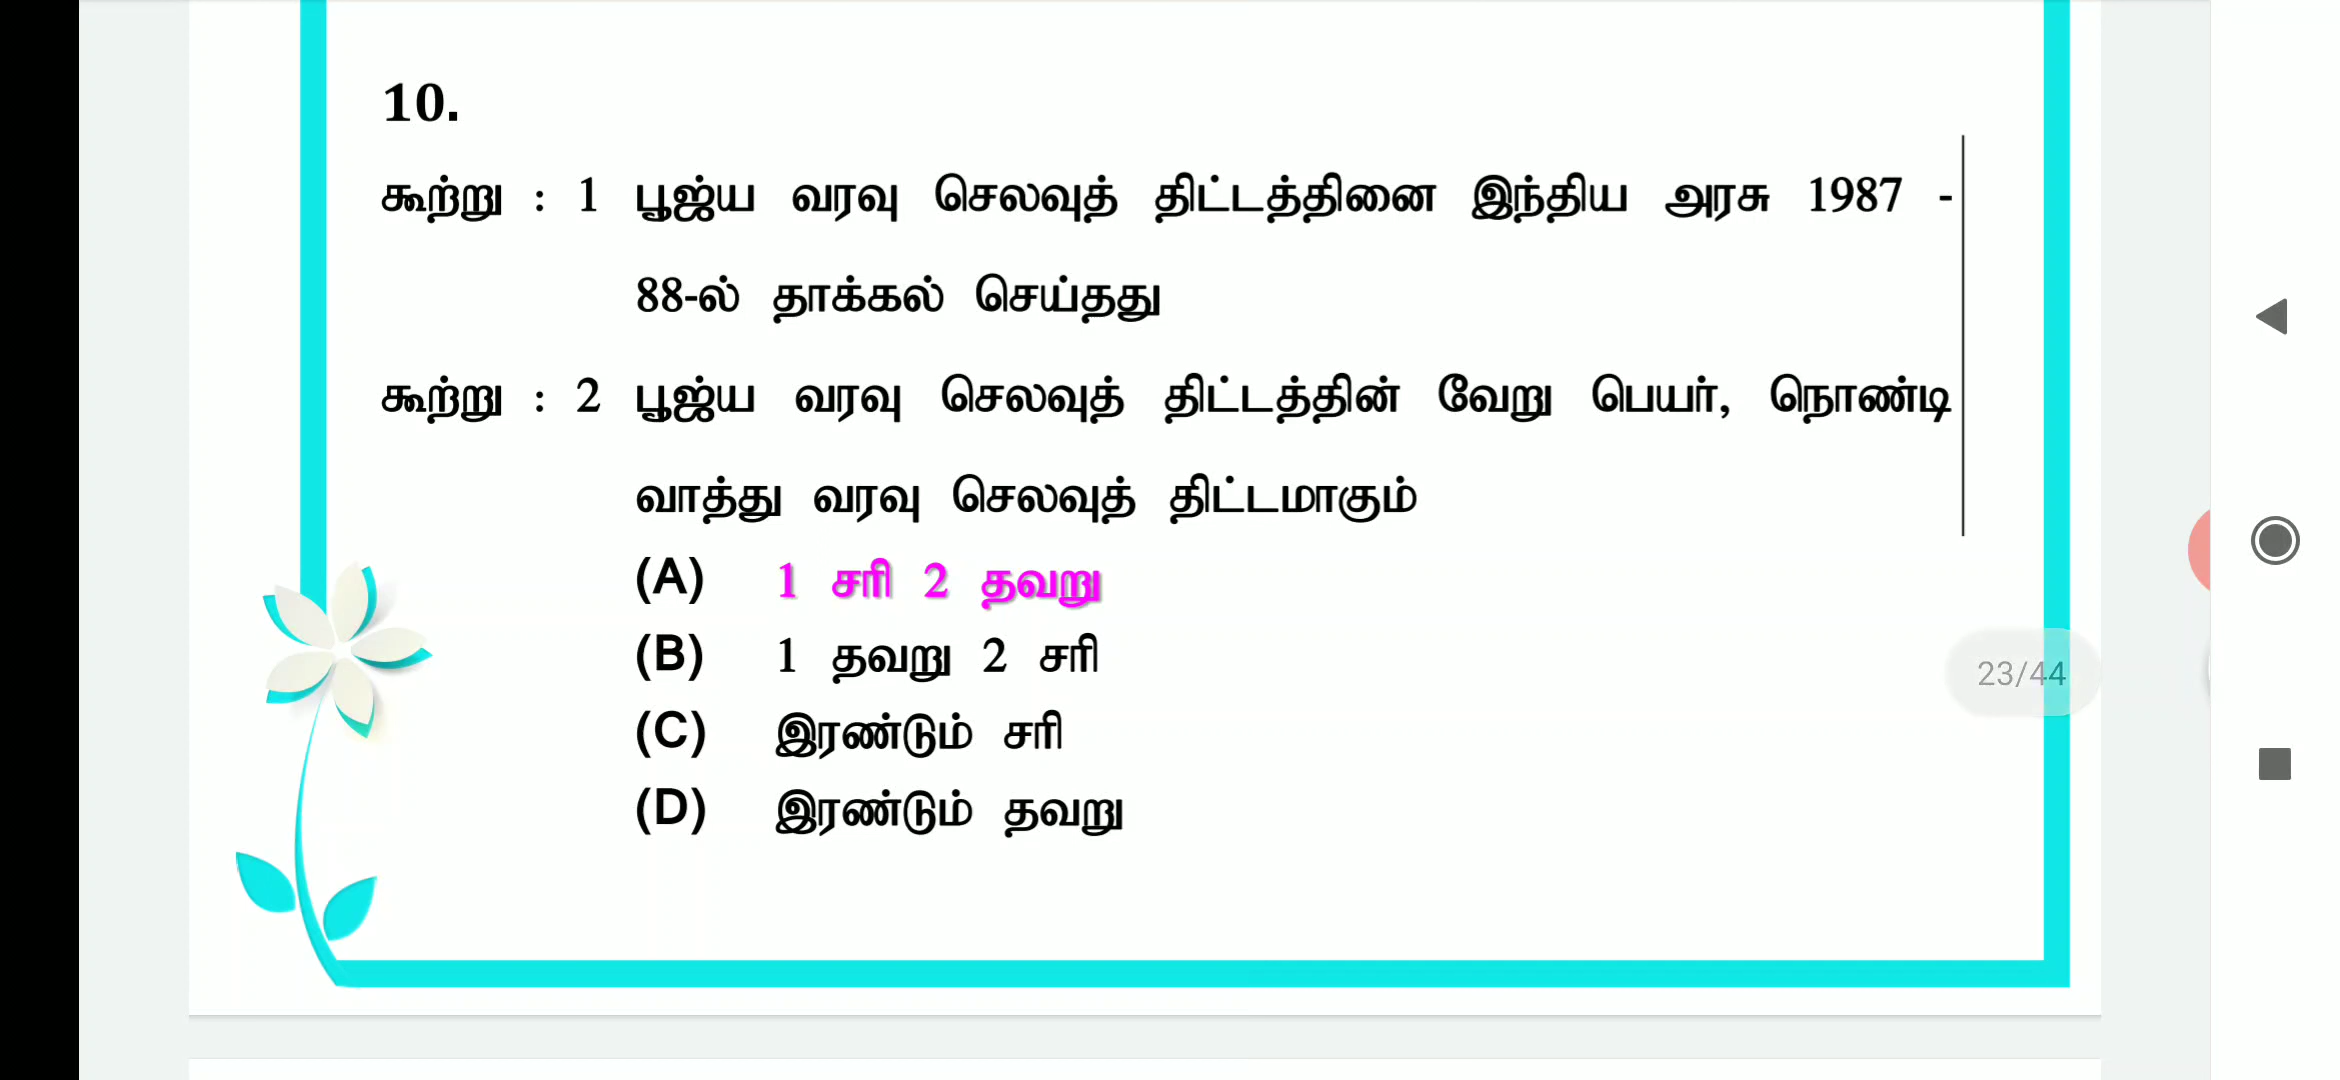 10.
கூற்று : 1 பூஜ்ய வரவு செலவுத் திட்டத்தினை இந்திய அரசு 1987 -
88-ல் தாக்கல் செய்தது
கூற்று : 2 பூஜ்ய வரவு செலவுத் திட்டத்தின் வேறு பெயர், நொண்டி
வாத்து வரவு செலவுத் திட்டமாகும்
(A) 1 சரி 2 தவறு
(B) 1 தவறு 2 சரி
23/44
(C) இரண்டும் சரி
(D) இரண்டும் தவறு